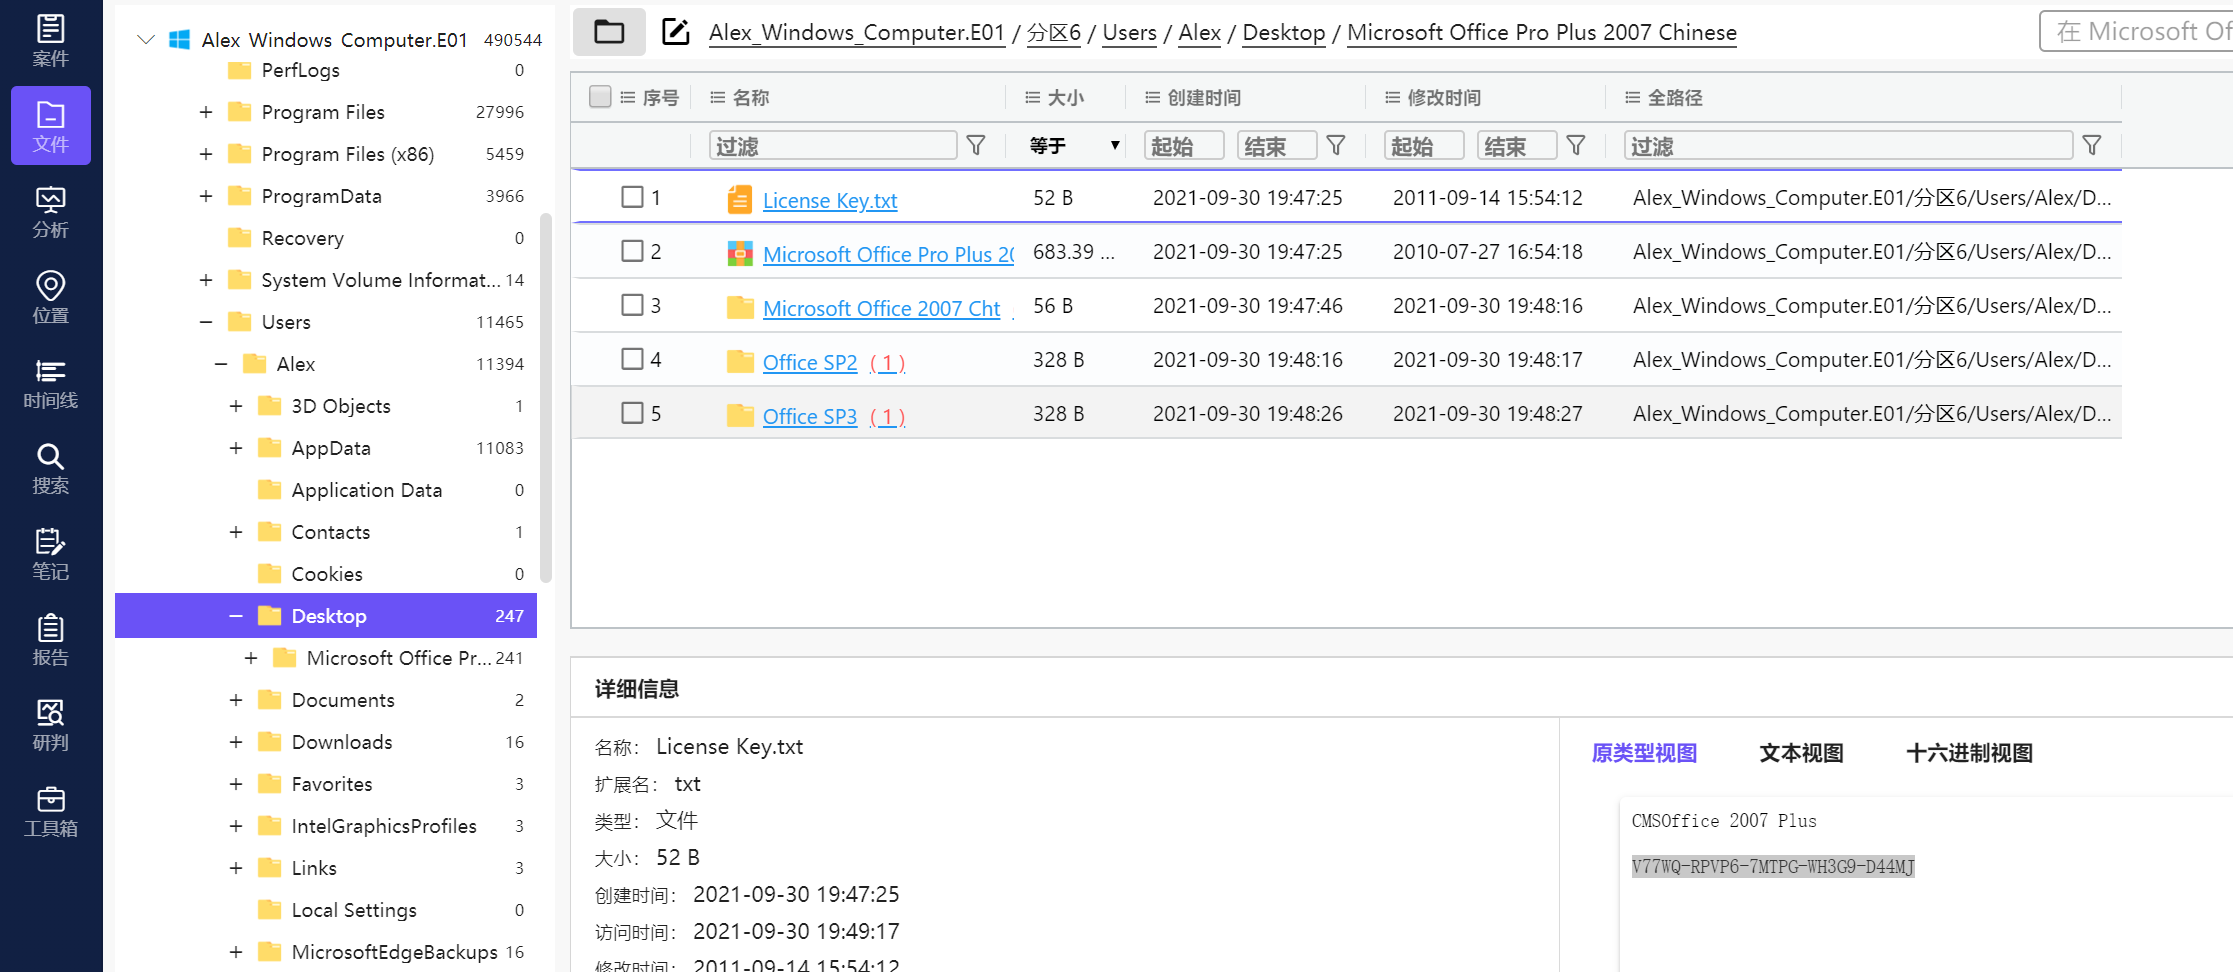 案件
文件
分析
位置
时间线
搜索
笔记
报告
研判
工具箱
Alex_Windows_Computer.E01 490544
PerfLogs 0
+ Program Files 27996
+ Program Files (x86) 5459
+ ProgramData 3966
Recovery 0
+ System Volume Informat... 14
− Users 11465
− Alex 11394
+ 3D Objects 1
+ AppData 11083
Application Data 0
+ Contacts 1
Cookies 0
− Desktop 247
+ Microsoft Office Pr... 241
+ Documents 2
+ Downloads 16
+ Favorites 3
+ IntelGraphicsProfiles 3
+ Links 3
Local Settings 0
+ MicrosoftEdgeBackups 16
Alex_Windows_Computer.E01 / 分区6 / Users / Alex / Desktop / Microsoft Office Pro Plus 2007 Chinese
在 Microsoft Of
序号 名称 大小 创建时间 修改时间 全路径
过滤 等于 起始 结束 起始 结束 过滤
1 License Key.txt 52 B 2021-09-30 19:47:25 2011-09-14 15:54:12 Alex_Windows_Computer.E01/分区6/Users/Alex/D...
2 Microsoft Office Pro Plus 20 683.39 ... 2021-09-30 19:47:25 2010-07-27 16:54:18 Alex_Windows_Computer.E01/分区6/Users/Alex/D...
3 Microsoft Office 2007 Cht 56 B 2021-09-30 19:47:46 2021-09-30 19:48:16 Alex_Windows_Computer.E01/分区6/Users/Alex/D...
4 Office SP2 ( 1 ) 328 B 2021-09-30 19:48:16 2021-09-30 19:48:17 Alex_Windows_Computer.E01/分区6/Users/Alex/D...
5 Office SP3 ( 1 ) 328 B 2021-09-30 19:48:26 2021-09-30 19:48:27 Alex_Windows_Computer.E01/分区6/Users/Alex/D...
详细信息
名称： License Key.txt
扩展名： txt
类型： 文件
大小： 52 B
创建时间： 2021-09-30 19:47:25
访问时间： 2021-09-30 19:49:17
修改时间： 2011-09-14 15:54:12
原类型视图 文本视图 十六进制视图
CMSOffice 2007 Plus
V77WQ-RPVP6-7MTPG-WH3G9-D44MJ